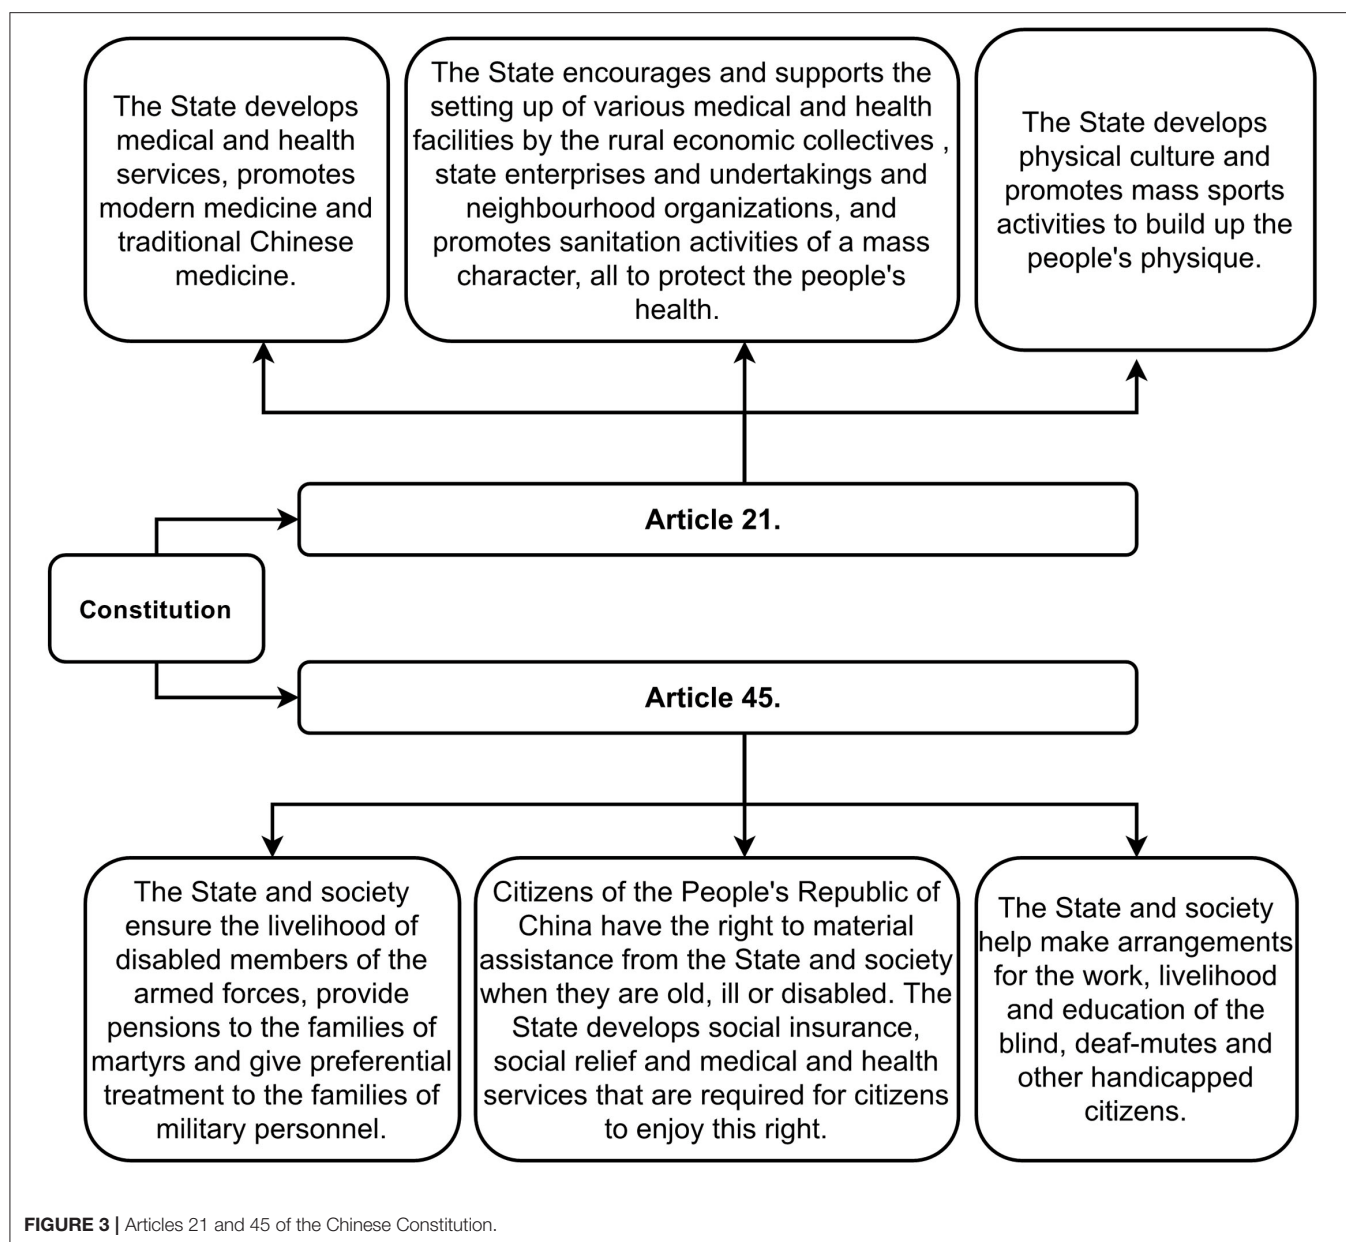 The State develops
medical and health
services, promotes
modern medicine and
traditional Chinese
medicine.
The State encourages and supports the
setting up of various medical and health
facilities by the rural economic collectives ,
state enterprises and undertakings and
neighbourhood organizations, and
promotes sanitation activities of a mass
character, all to protect the people's
health.
The State develops
physical culture and
promotes mass sports
activities to build up the
people's physique.
Article 21.
Constitution
Article 45.
The State and society
ensure the livelihood of
disabled members of the
armed forces, provide
pensions to the families of
martyrs and give preferential
treatment to the families of
military personnel.
Citizens of the People's Republic of
China have the right to material
assistance from the State and society
when they are old, ill or disabled. The
State develops social insurance,
social relief and medical and health
services that are required for citizens
to enjoy this right.
The State and society
help make arrangements
for the work, livelihood
and education of the
blind, deaf-mutes and
other handicapped
citizens.
FIGURE 3 | Articles 21 and 45 of the Chinese Constitution.